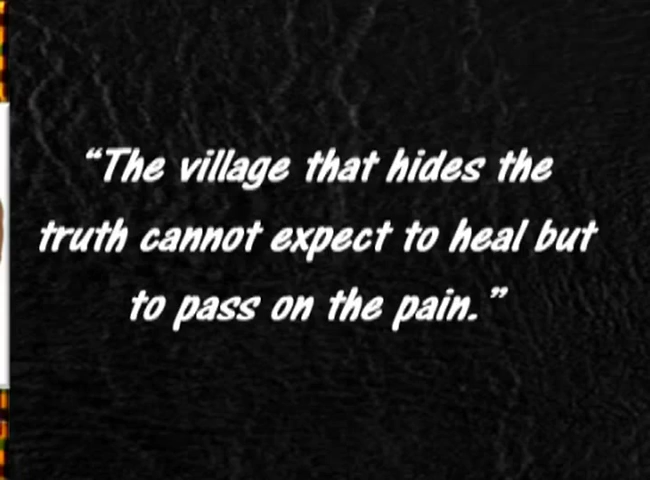 “The village that hides the
truth cannot expect to heal but
to pass on the pain.”